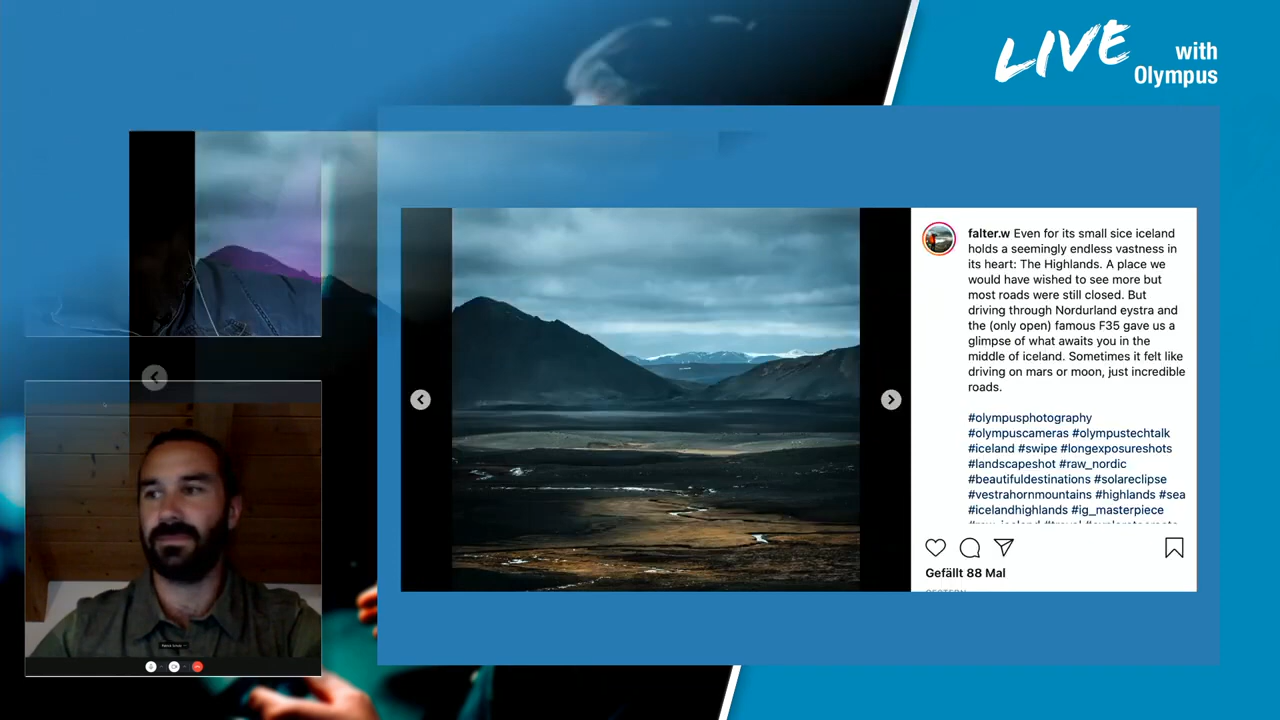 LIVE with
Olympus
falter.w Even for its small sice iceland
holds a seemingly endless vastness in
its heart: The Highlands. A place we
would have wished to see more but
most roads were still closed. But
driving through Nordurland eystra and
the (only open) famous F35 gave us a
glimpse of what awaits you in the
middle of iceland. Sometimes it felt like
driving on mars or moon, just incredible
roads.
#olympusphotography
#olympuscameras #olympustechtalk
#iceland #swipe #longexposureshots
#landscapeshot #raw_nordic
#beautifuldestinations #solareclipse
#vestrahornmountains #highlands #sea
#icelandhighlands #ig_masterpiece
Gefällt 88 Mal